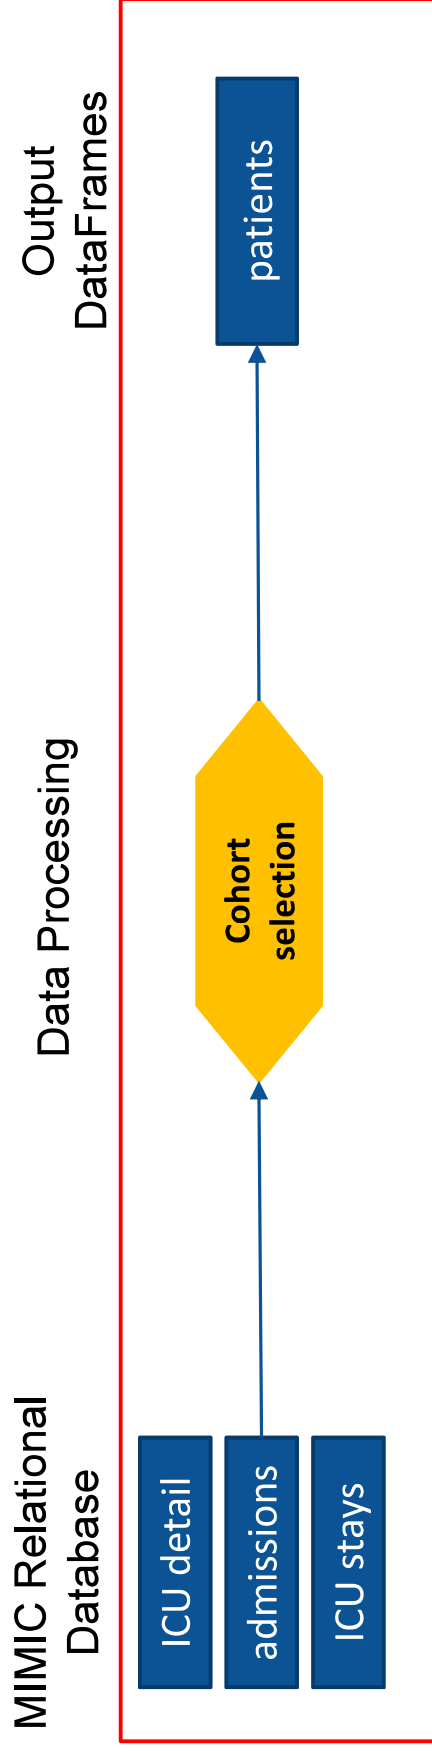 MIMIC Relational
Database
Data Processing
Output
DataFrames
ICU detail
admissions
ICU stays
Cohort
selection
patients